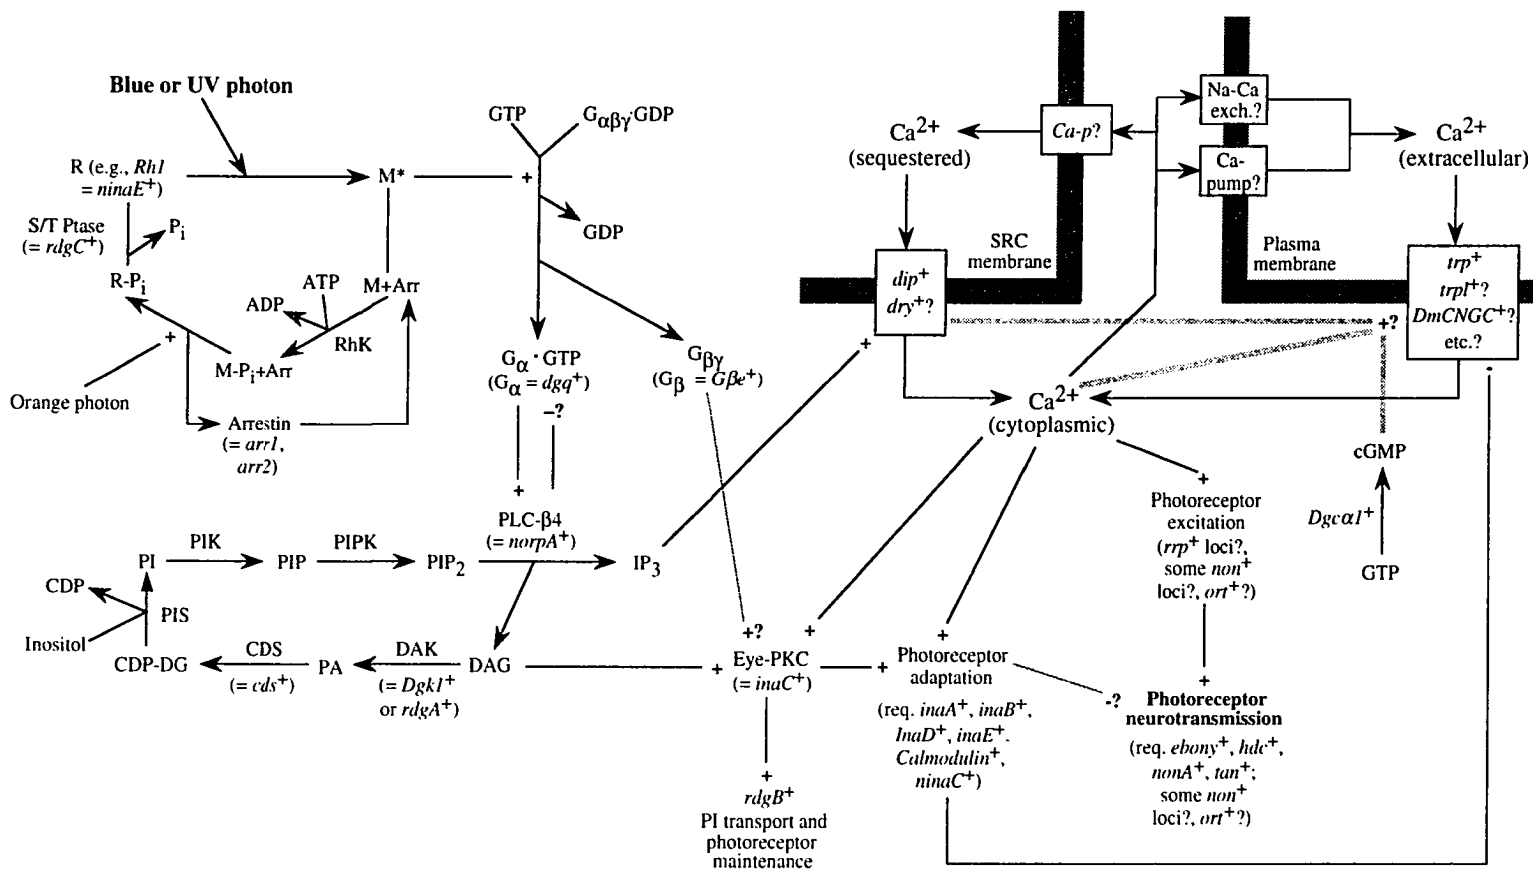 Blue or UV photon
R (e.g., Rh1
= ninaE+)
M*
S/T Ptase
(= rdgC+)
Pi
R-Pi
ATP
ADP
M+Arr
RhK
M-Pi+Arr
+
Orange photon
Arrestin
(= arr1,
arr2)
GTP
Gαβγ·GDP
+
GDP
Gα·GTP
(Gα = dgq+)
-?
Gβγ
(Gβ = Gβe+)
+
PLC-β4
(= norpA+)
PI
PIK
PIP
PIPK
PIP2
IP3
CDP
PIS
Inositol
CDP-DG
CDS
(= cds+)
PA
DAK
(= Dgk1+
or rdgA+)
DAG
+
+?
+
Eye-PKC
(= inaC+)
+
rdgB+
PI transport and
photoreceptor
maintenance
+
+
Photoreceptor
adaptation
(req. inaA+, inaB+,
InaD+, inaE+.
Calmodulin+,
ninaC+)
Ca2+
(sequestered)
Ca-p?
Na-Ca
exch.?
Ca-
pump?
Ca2+
(extracellular)
SRC
membrane
Plasma
membrane
dip+
dry+?
+
trp+
trpl+?
DmCNGC+?
etc.?
-
+?
Ca2+
(cytoplasmic)
cGMP
Dgcα1+
GTP
+
Photoreceptor
excitation
(rrp+ loci?,
some non+
loci?, ort+?)
+
-?
Photoreceptor
neurotransmission
(req. ebony+, hdc+,
nonA+, tan+;
some non+
loci?, ort+?)